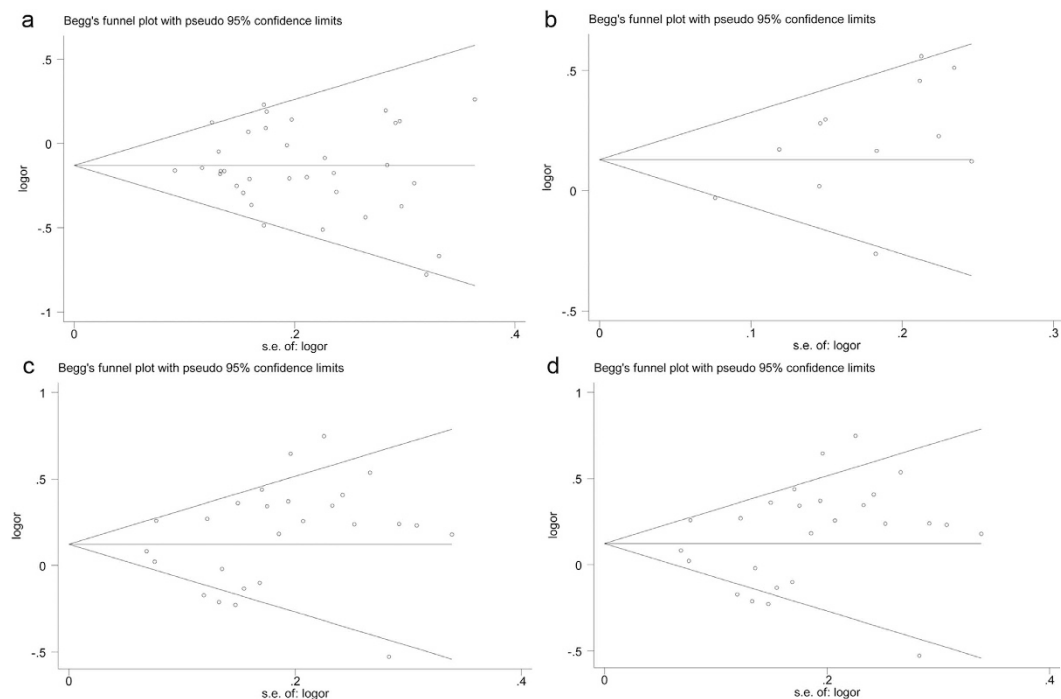 a
Begg's funnel plot with pseudo 95% confidence limits
.5
0
-.5
-1
logor
0
.2
.4
s.e. of: logor
b
Begg's funnel plot with pseudo 95% confidence limits
.5
0
-.5
logor
0
.1
.2
.3
s.e. of: logor
c
Begg's funnel plot with pseudo 95% confidence limits
1
.5
0
-.5
logor
0
.2
.4
s.e. of: logor
d
Begg's funnel plot with pseudo 95% confidence limits
1
.5
0
-.5
logor
0
.2
.4
s.e. of: logor